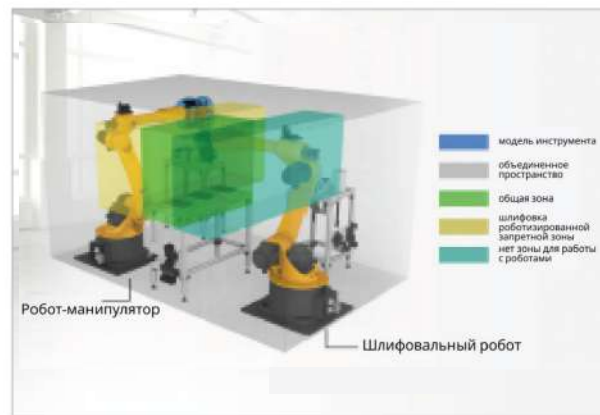 модель инструмента
объединенное
пространство
общая зона
шлифовка
роботизированной
запретной зоны
нет зоны для работы
с роботами
Робот-манипулятор
Шлифовальный робот